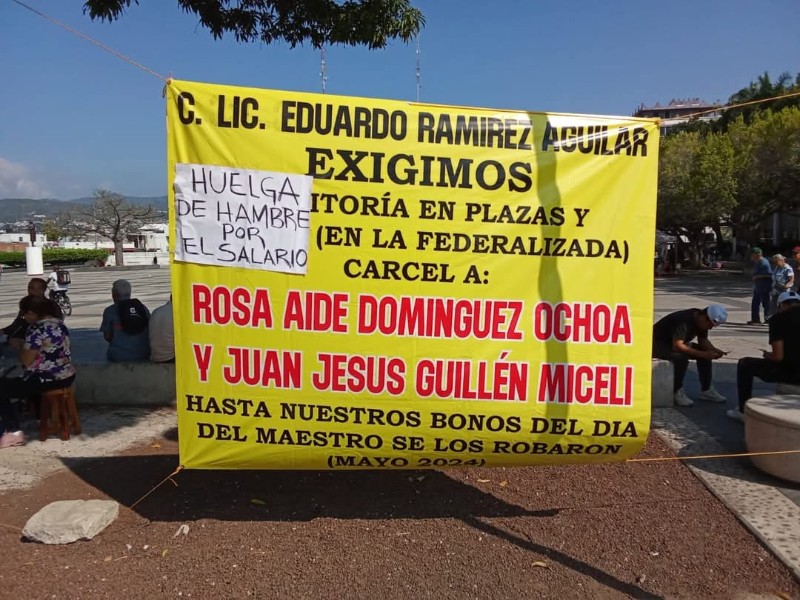 C. LIC. EDUARDO RAMIREZ AGUILAR
EXIGIMOS
ITORÍA EN PLAZAS Y
(EN LA FEDERALIZADA)
CARCEL A:
ROSA AIDE DOMINGUEZ OCHOA
Y JUAN JESUS GUILLÉN MICELI
HASTA NUESTROS BONOS DEL DIA
DEL MAESTRO SE LOS ROBARON
(MAYO 2024)
HUELGA
DE HAMBRE
POR
EL SALARIO